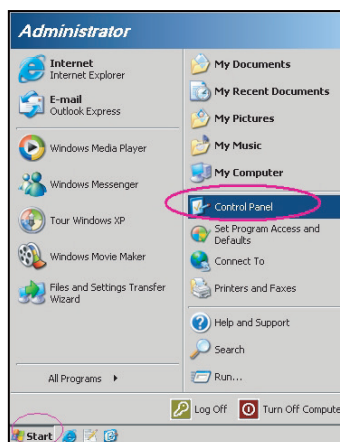 Administrator
Internet
Internet Explorer
E-mail
Outlook Express
Windows Media Player
Windows Messenger
Tour Windows XP
Windows Movie Maker
Files and Settings Transfer
Wizard
All Programs
My Documents
My Recent Documents
My Pictures
My Music
My Computer
Control Panel
Set Program Access and
Defaults
Connect To
Printers and Faxes
Help and Support
Search
Run...
Log Off
Turn Off Compute
Start